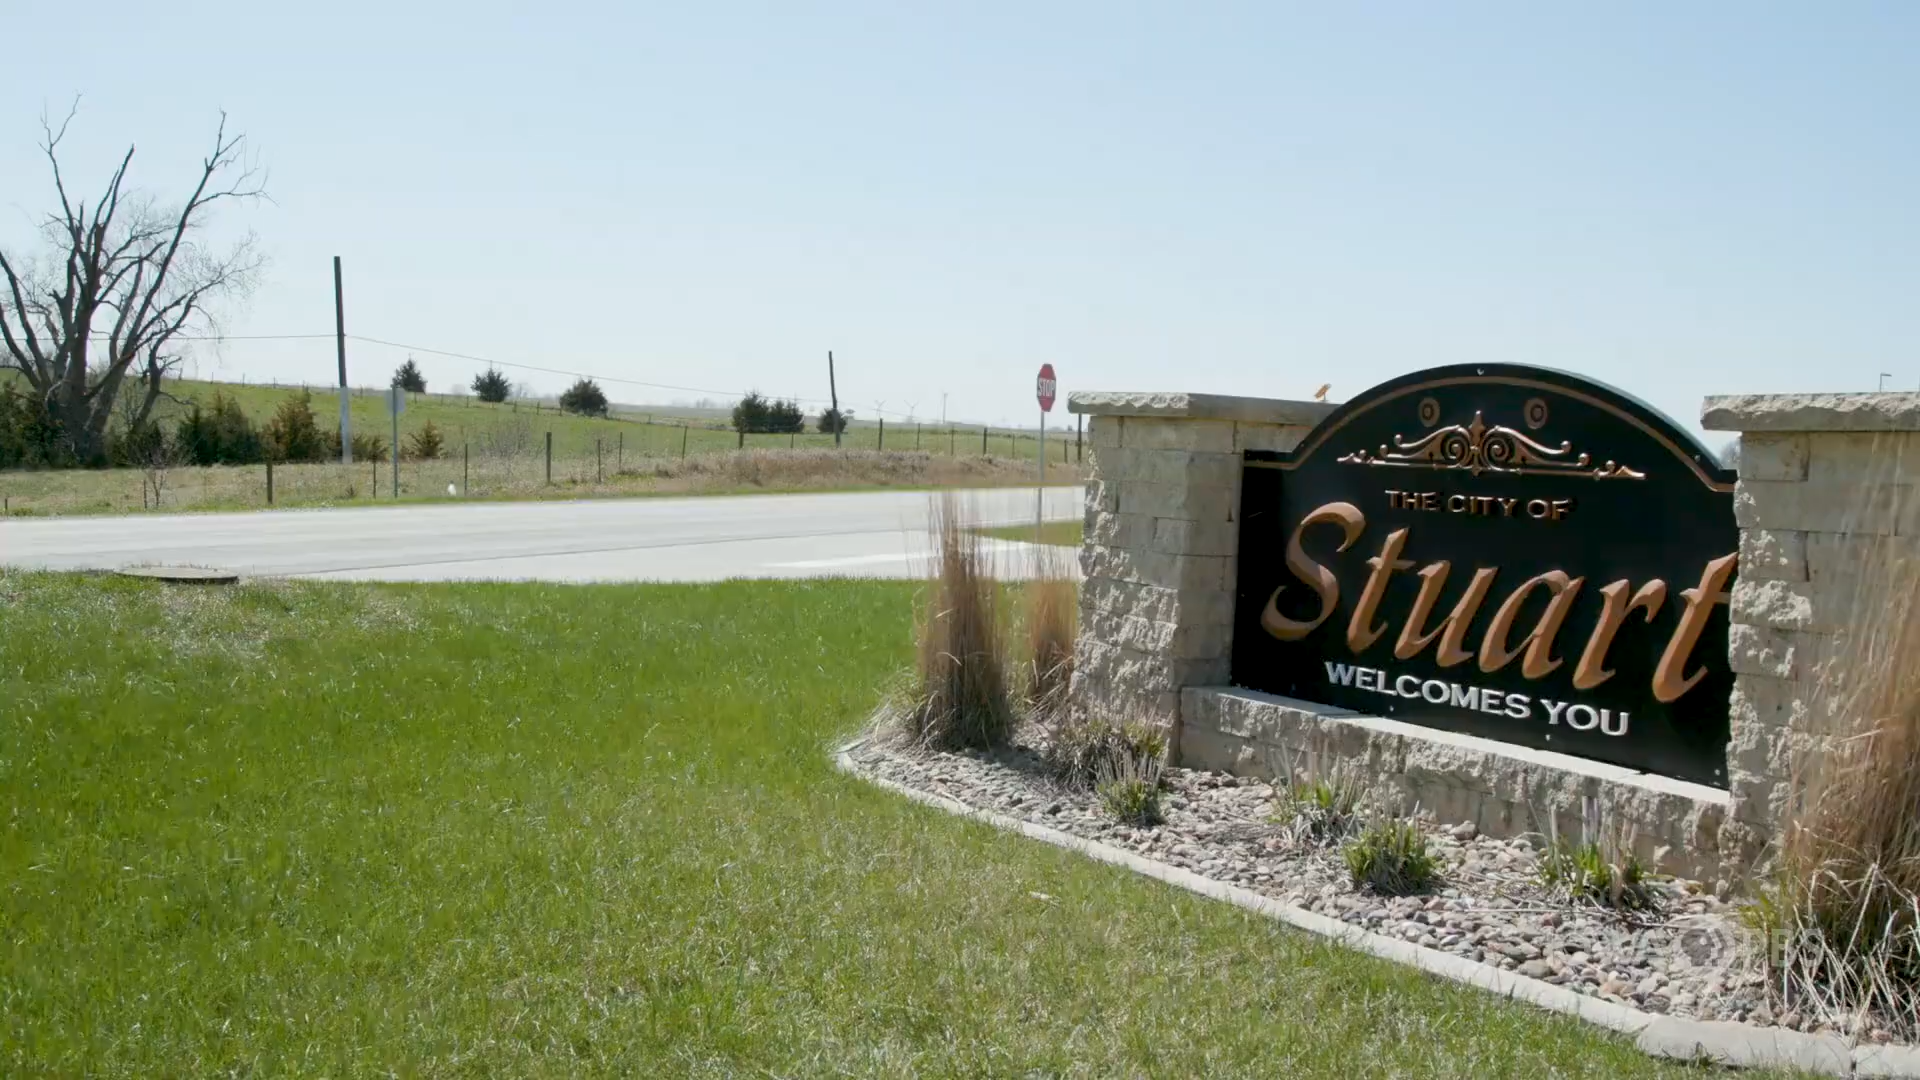 STOP
THE CITY OF
Stuart
WELCOMES YOU
PBS